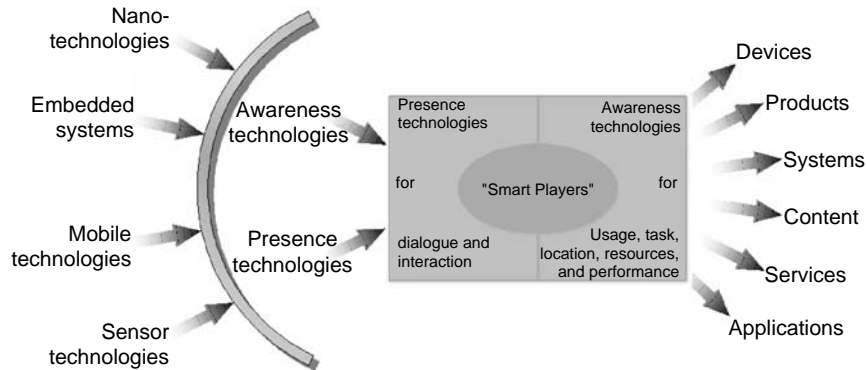 Nano-
technologies
Embedded
systems
Mobile
technologies
Sensor
technologies
Awareness
technologies
Presence
technologies
Presence
technologies
for
dialogue and
interaction
"Smart Players"
Awareness
technologies
for
Usage, task,
location, resources,
and performance
Devices
Products
Systems
Content
Services
Applications